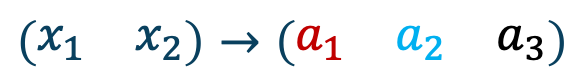 (x₁ x₂) → (a₁ a₂ a₃)